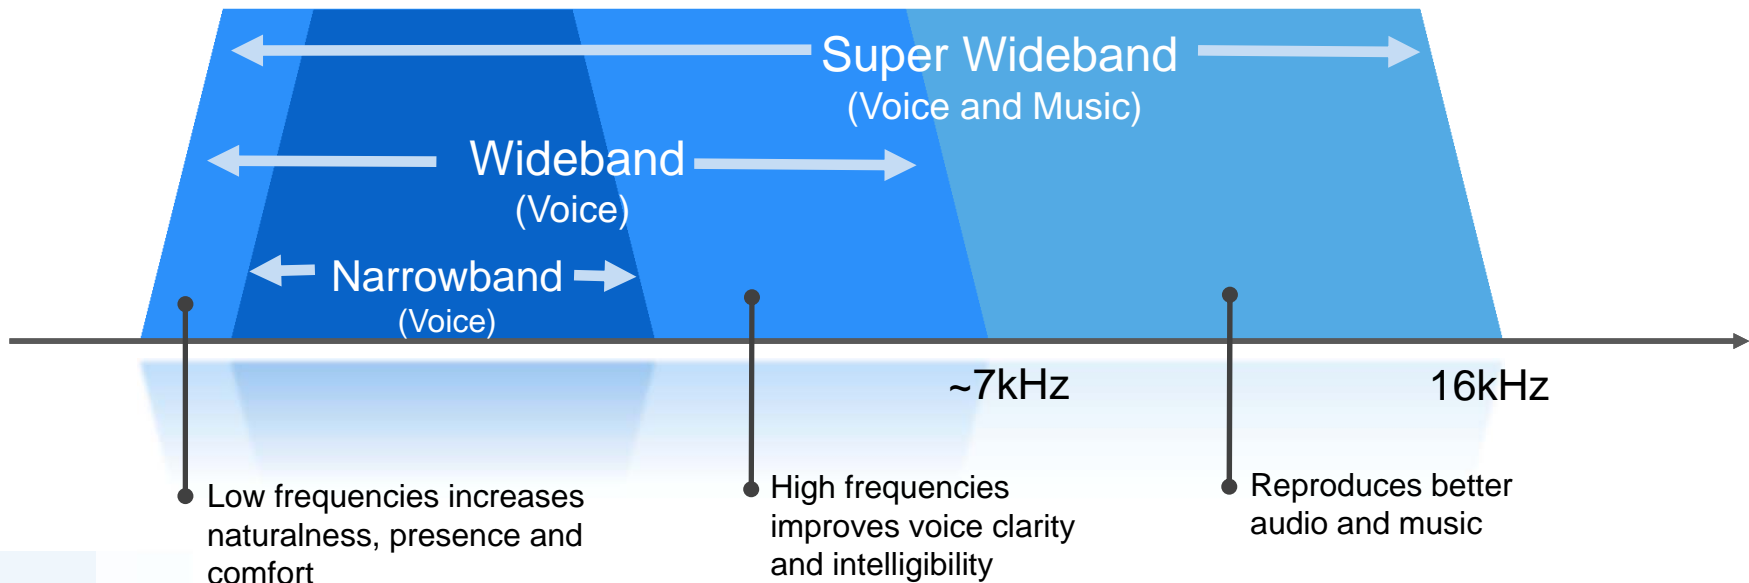 Super Wideband
(Voice and Music)
Wideband
(Voice)
Narrowband
(Voice)
~7kHz
16kHz
Low frequencies increases
naturalness, presence and
comfort
High frequencies
improves voice clarity
and intelligibility
Reproduces better
audio and music